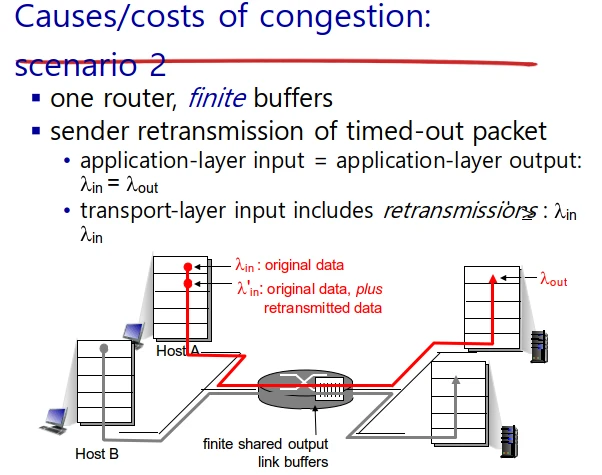 Causes/costs of congestion:
scenario 2
▪ one router, finite buffers
▪ sender retransmission of timed-out packet
• application-layer input = application-layer output:
λin = λout
• transport-layer input includes retransmissions : λin
λin
λin : original data
λ'in: original data, plus
retransmitted data
λout
Host A
Host B
finite shared output
link buffers